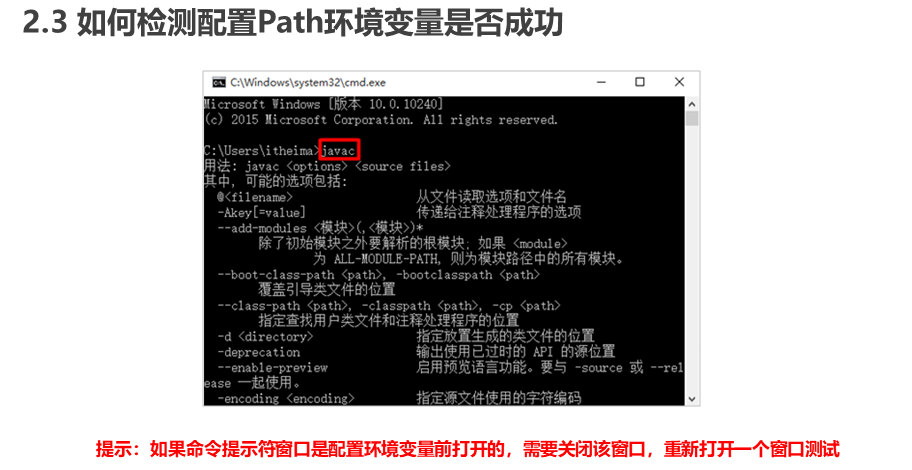 2.3 如何检测配置Path环境变量是否成功
C:\Windows\system32\cmd.exe
Microsoft Windows [版本 10.0.10240]
(c) 2015 Microsoft Corporation. All rights reserved.
C:\Users\itheima>javac
用法: javac <options> <source files>
其中, 可能的选项包括:
@<filename> 从文件读取选项和文件名
-Akey[=value] 传递给注释处理程序的选项
--add-modules <模块>(,<模块>)*
除了初始模块之外要解析的根模块; 如果 <module>
为 ALL-MODULE-PATH, 则为模块路径中的所有模块。
--boot-class-path <path>, -bootclasspath <path>
覆盖引导类文件的位置
--class-path <path>, -classpath <path>, -cp <path>
指定查找用户类文件和注释处理程序的位置
-d <directory> 指定放置生成的类文件的位置
-deprecation 输出使用已过时的 API 的源位置
--enable-preview 启用预览语言功能。要与 -source 或 --rel
ease 一起使用。
-encoding <encoding> 指定源文件使用的字符编码
提示：如果命令提示符窗口是配置环境变量前打开的，需要关闭该窗口，重新打开一个窗口测试